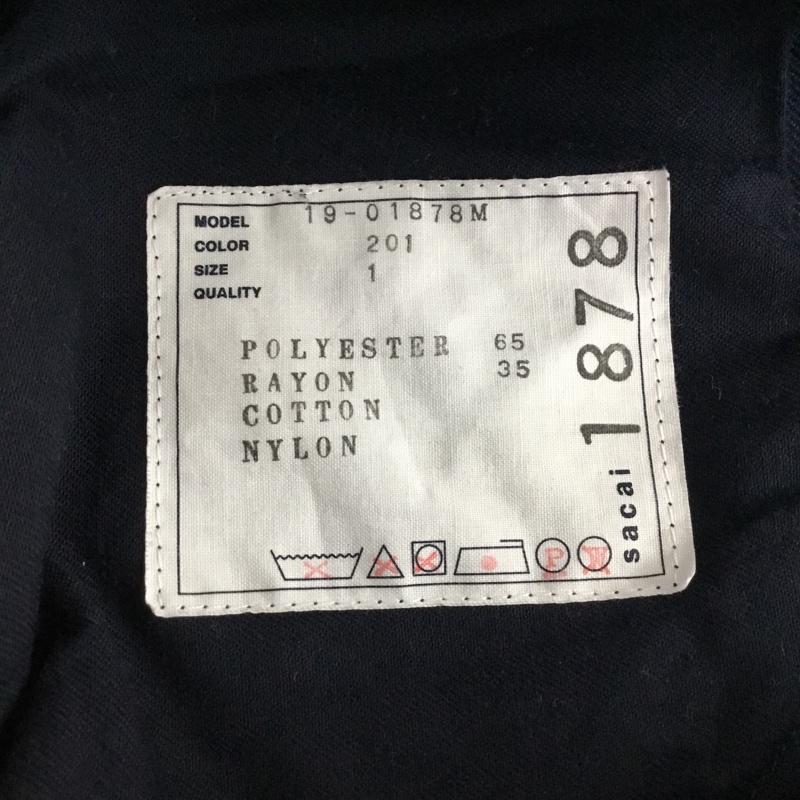 MODEL 19-01878M
COLOR 201
SIZE 1
QUALITY
POLYESTER 65
RAYON 35
COTTON
NYLON
P W
sacai 1878